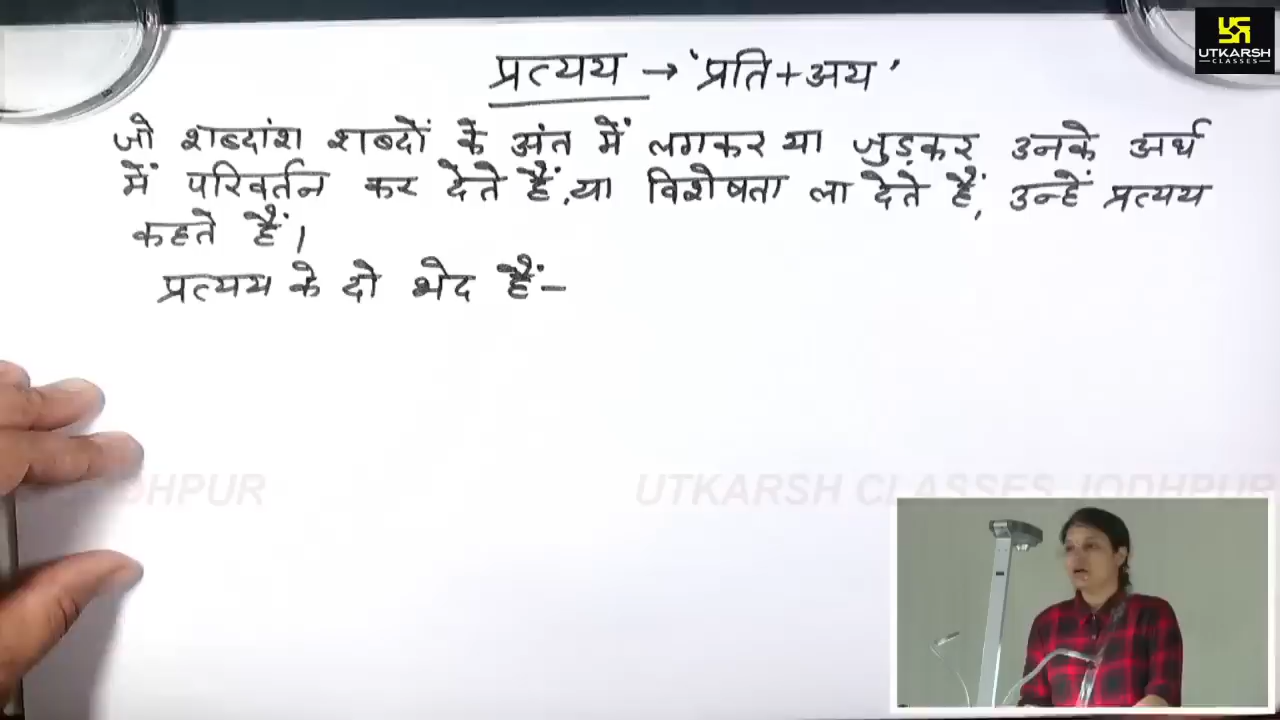 UTKARSH
CLASSES
प्रत्यय → 'प्रति + अय'
जो शब्दांश शब्दों के अंत में लगकर या जुड़कर उनके अर्थ
में परिवर्तन कर देते हैं, या विशेषता ला देते हैं, उन्हें प्रत्यय
कहते हैं।
प्रत्यय के दो भेद हैं-
DHPUR
UTKARSH CLASSES, JODHPUR